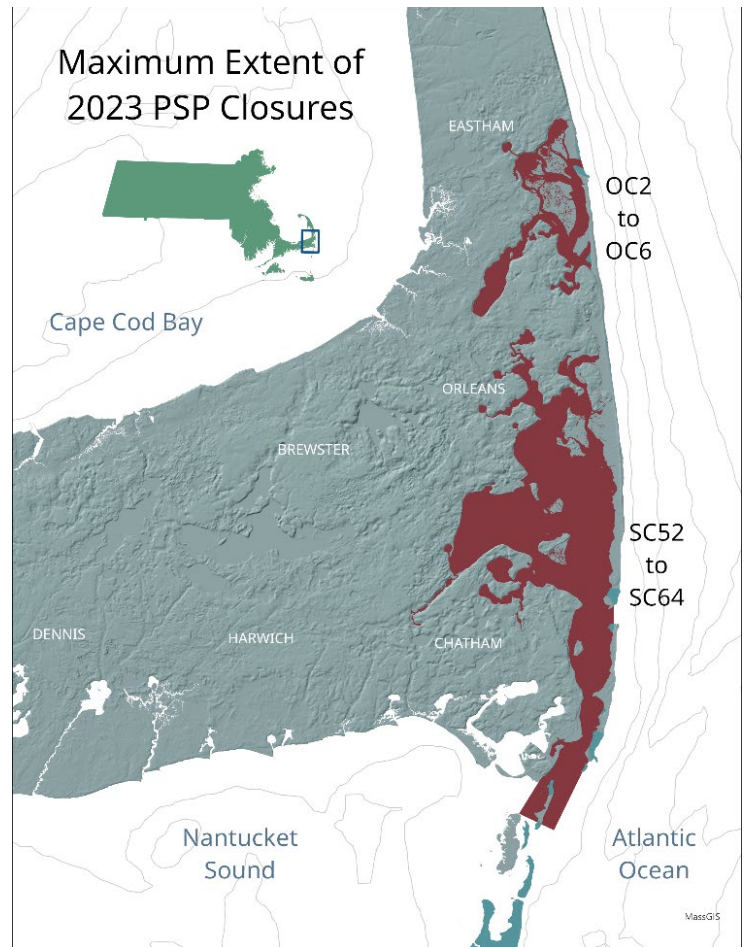 Maximum Extent of
2023 PSP Closures
EASTHAM
OC2
to
OC6
Cape Cod Bay
ORLEANS
BREWSTER
SC52
to
SC64
DENNIS
HARWICH
CHATHAM
Nantucket
Sound
Atlantic
Ocean
MassGIS